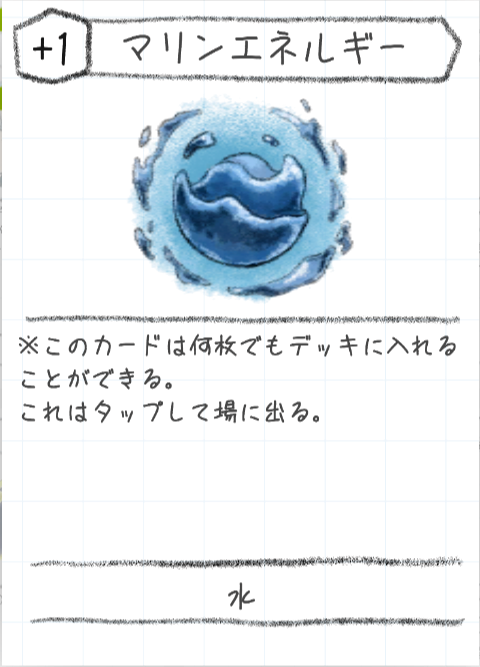 +1
マリンエネルギー
※このカードは何枚でもデッキに入れる
ことができる。
これはタップして場に出る。
水